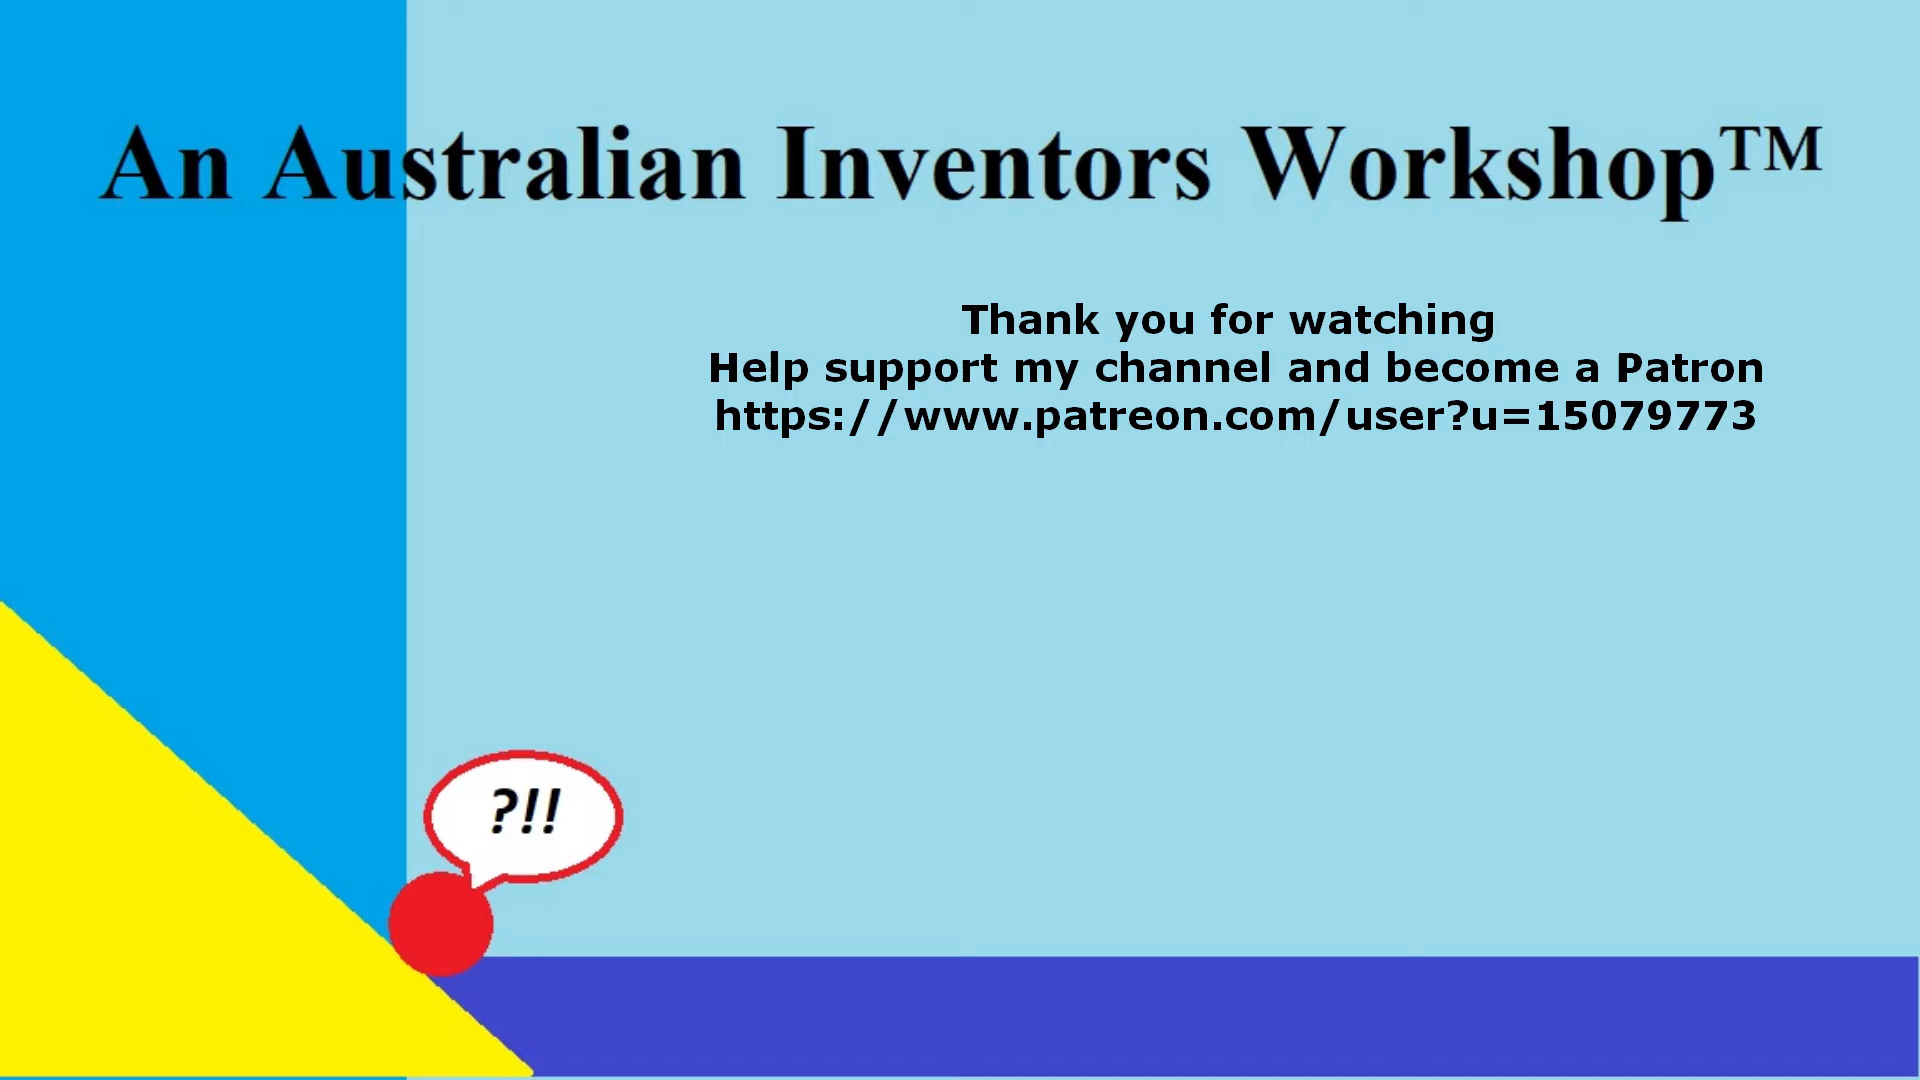 An Australian Inventors Workshop™
Thank you for watching
Help support my channel and become a Patron
https://www.patreon.com/user?u=15079773
?!!